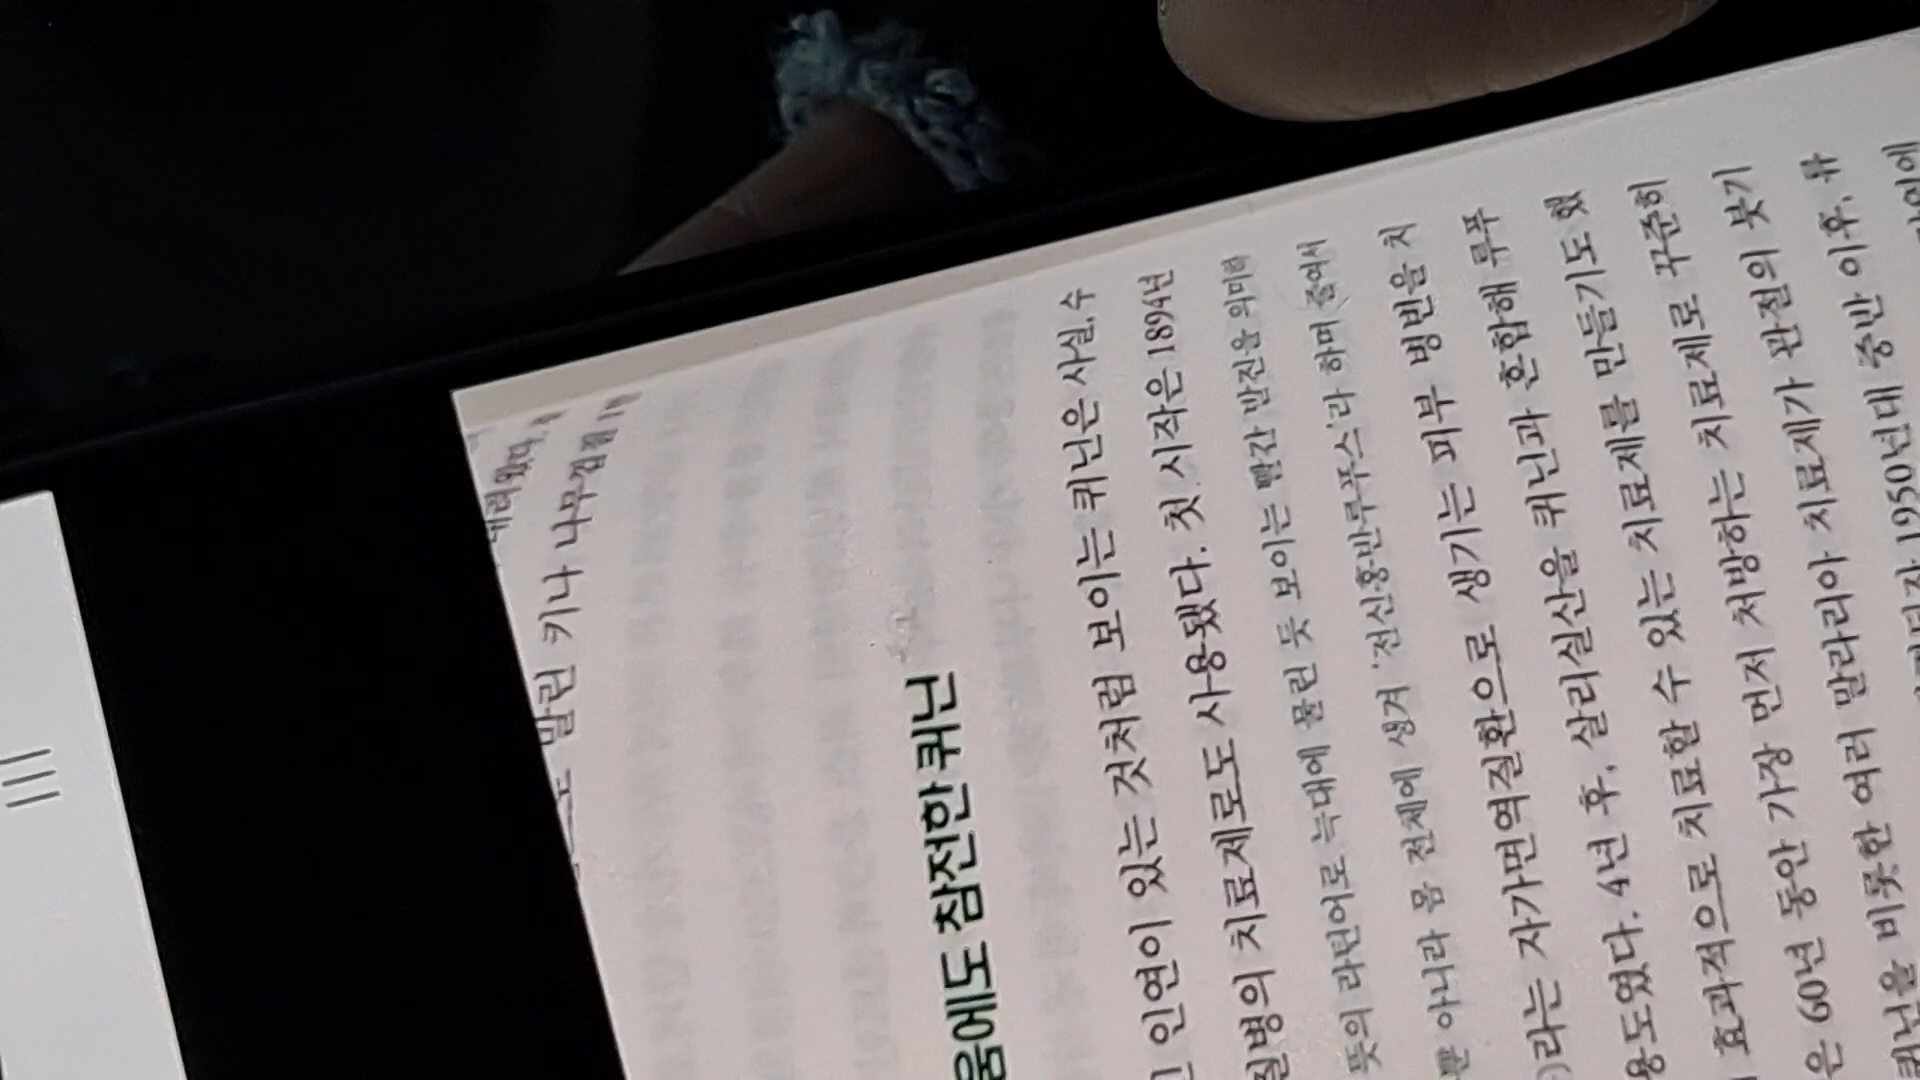 내려왔다.
말린 키나 나무껍질
움에도 참전한 퀴닌
인연이 있는 것처럼 보이는 퀴닌은 사실, 수
질병의 치료제로도 사용됐다. 첫 시작은 1894년
뜻의 라틴어로 늑대에 물린 듯 보이는 빨간 발진을 의미하
뿐 아니라 몸 전체에 생겨 '전신홍반루푸스'라 하며 줄여서
)라는 자가면역질환으로 생기는 피부 병변을 치
용도였다. 4년 후, 살리실산을 퀴닌과 혼합해 루푸
효과적으로 치료할 수 있는 치료제를 만들기도 했
은 60년 동안 가장 먼저 처방하는 치료제로 꾸준히
퀴닌을 비롯한 여러 말라리아 치료제가 관절의 붓기
1950년대 중반 이후, 류